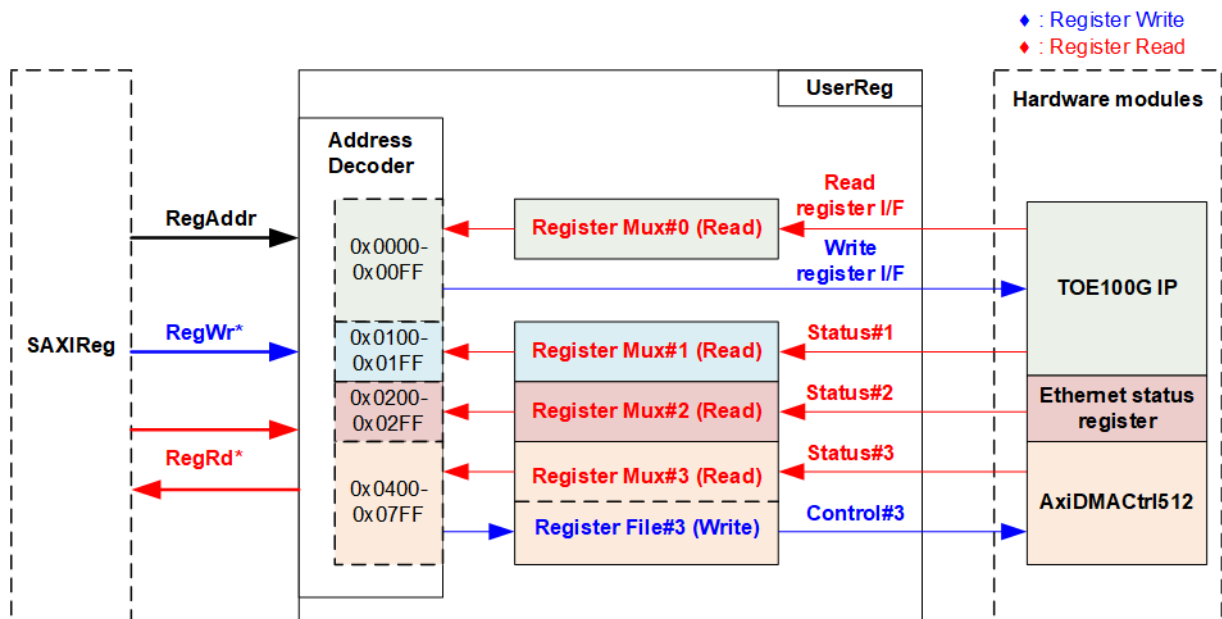 ♦ : Register Write
♦ : Register Read
UserReg
Hardware modules
Address
Decoder
Read
register I/F
RegAddr
Register Mux#0 (Read)
0x0000-
0x00FF
Write
register I/F
TOE100G IP
SAXIReg
RegWr*
0x0100-
0x01FF
Register Mux#1 (Read)
Status#1
0x0200-
0x02FF
Register Mux#2 (Read)
Status#2
Ethernet status
register
RegRd*
0x0400-
0x07FF
Register Mux#3 (Read)
Status#3
AxiDMACtrl512
Register File#3 (Write)
Control#3